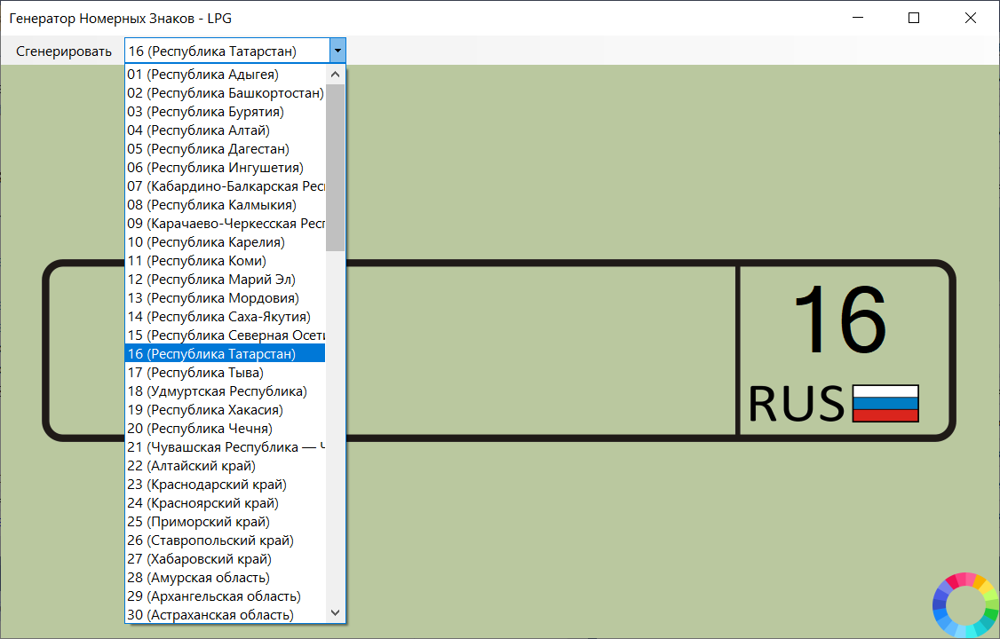 Генератор Номерных Знаков - LPG
Сгенерировать 16 (Республика Татарстан)
01 (Республика Адыгея)
02 (Республика Башкортостан)
03 (Республика Бурятия)
04 (Республика Алтай)
05 (Республика Дагестан)
06 (Республика Ингушетия)
07 (Кабардино-Балкарская Рес
08 (Республика Калмыкия)
09 (Карачаево-Черкесская Рес
10 (Республика Карелия)
11 (Республика Коми)
12 (Республика Марий Эл)
13 (Республика Мордовия)
14 (Республика Саха-Якутия)
15 (Республика Северная Осети
16 (Республика Татарстан)
17 (Республика Тыва)
18 (Удмуртская Республика)
19 (Республика Хакасия)
20 (Республика Чечня)
21 (Чувашская Республика — Ч
22 (Алтайский край)
23 (Краснодарский край)
24 (Красноярский край)
25 (Приморский край)
26 (Ставропольский край)
27 (Хабаровский край)
28 (Амурская область)
29 (Архангельская область)
30 (Астраханская область)
16
RUS